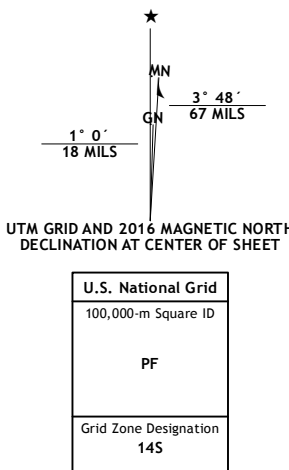 ★
MN
3° 48´
67 MILS
GN
1° 0´
18 MILS
UTM GRID AND 2016 MAGNETIC NORTH
DECLINATION AT CENTER OF SHEET
U.S. National Grid
100,000-m Square ID
PF
Grid Zone Designation
14S